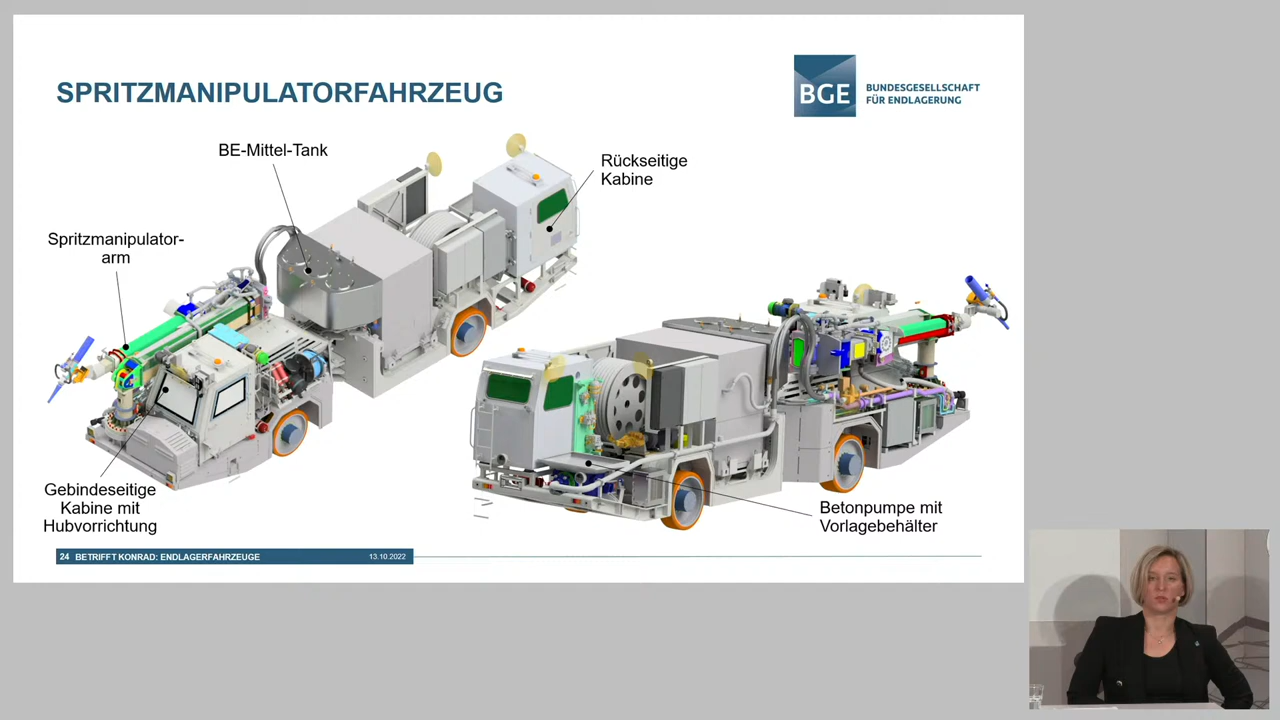 SPRITZMANIPULATORFAHRZEUG
BGE
BUNDESGESELLSCHAFT
FÜR ENDLAGERUNG
BE-Mittel-Tank
Rückseitige
Kabine
Spritzmanipulator-
arm
Gebindeseitige
Kabine mit
Hubvorrichtung
Betonpumpe mit
Vorlagebehälter
24 BETRIFFT KONRAD: ENDLAGERFAHRZEUGE 13.10.2022